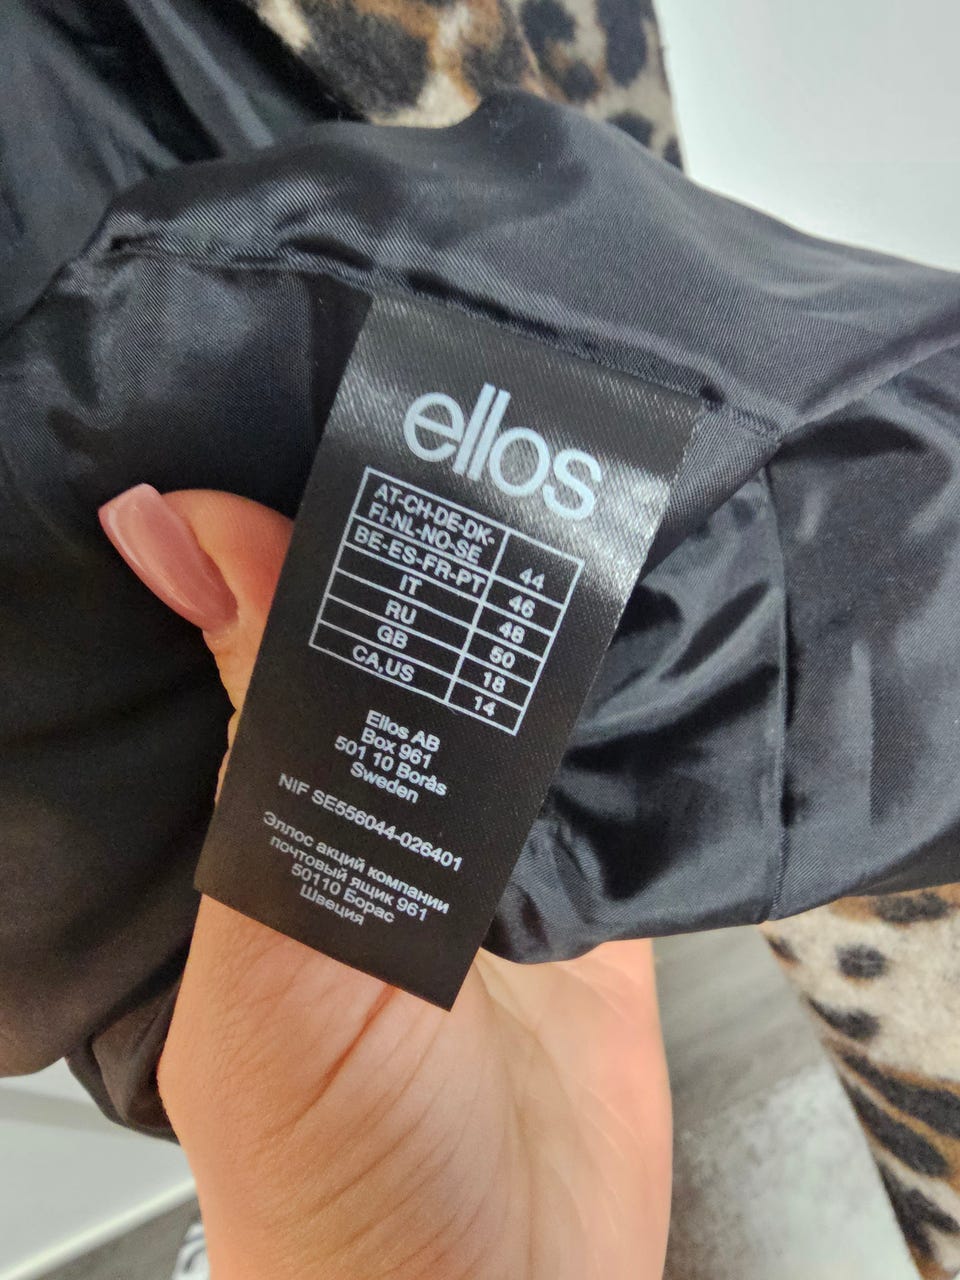 ellos
AT-CH-DE-DK-
FI-NL-NO-SE 44
BE-ES-FR-PT 46
IT 48
RU 50
GB 18
CA,US 14
Ellos AB
Box 961
501 10 Borås
Sweden
NIF SE556044-026401
Эллос акций компании
почтовый ящик 961
50110 Борас
Швеция